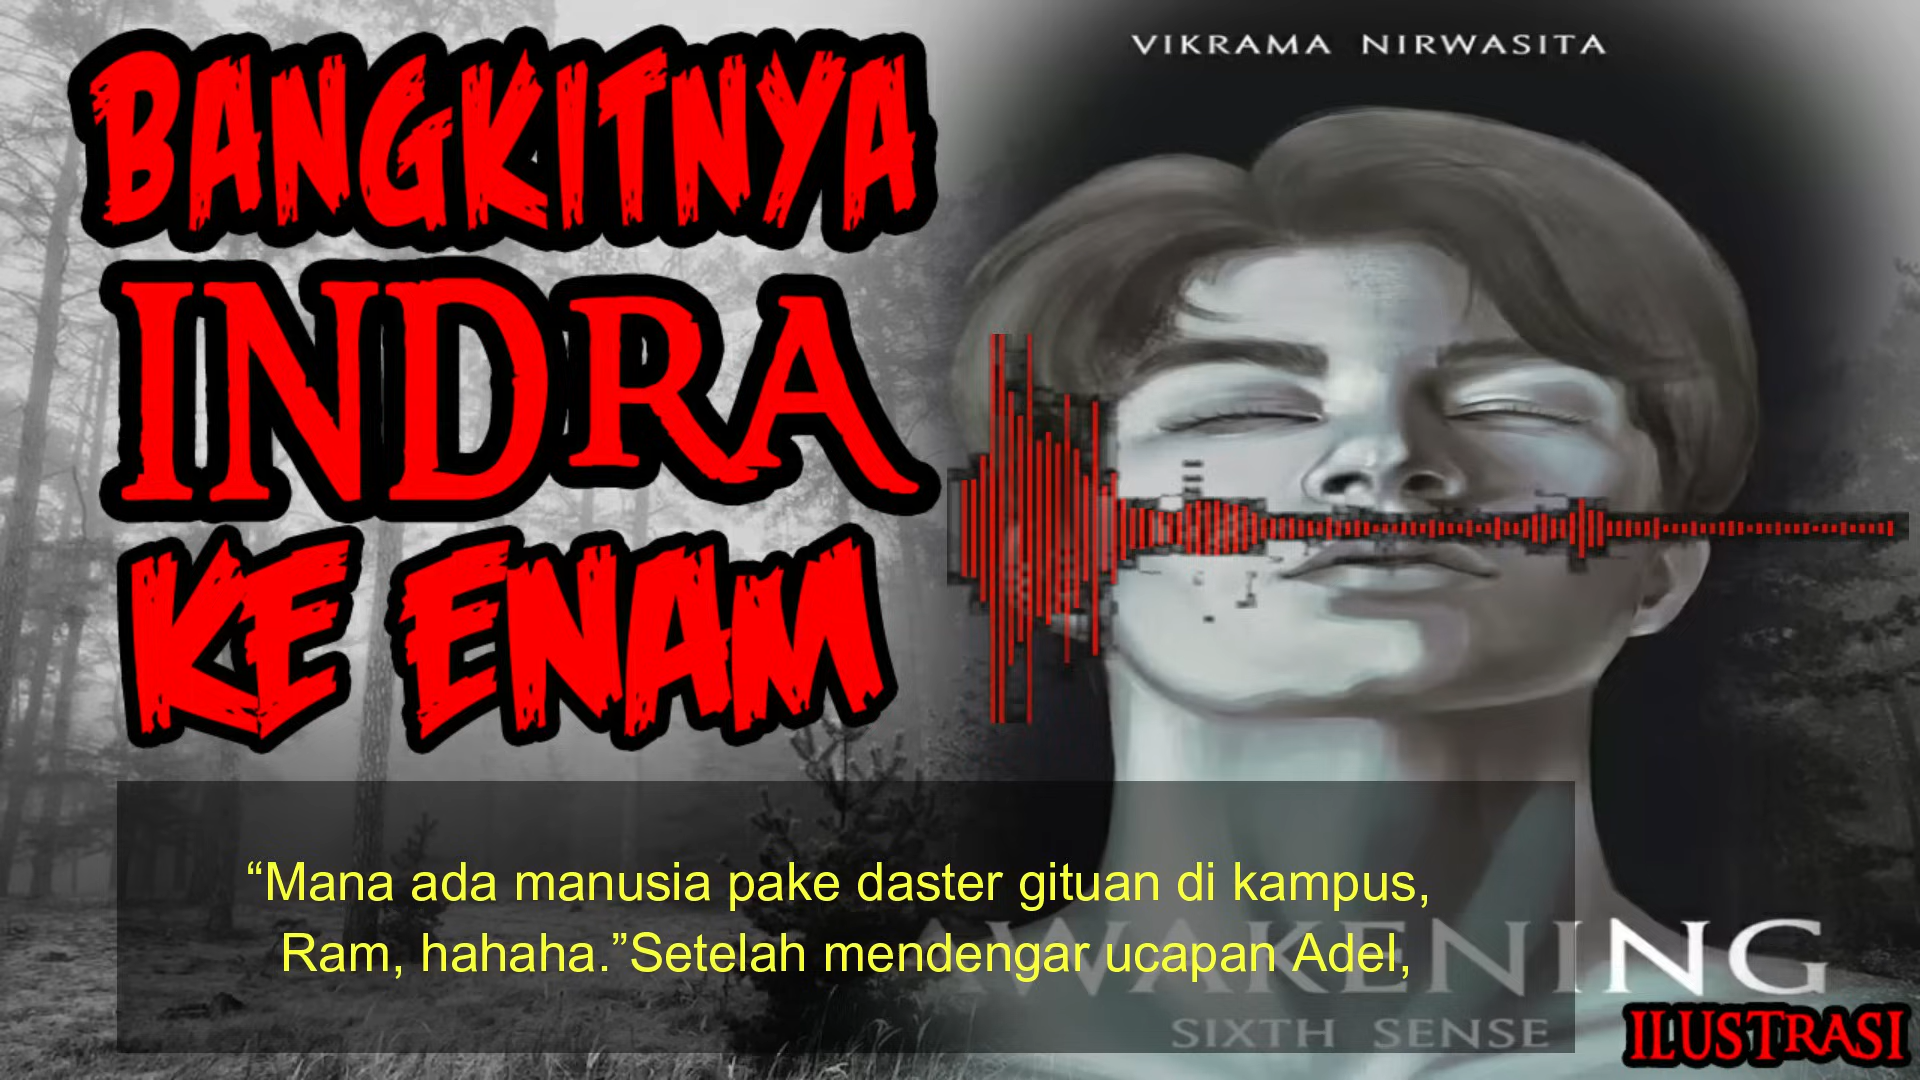 BANGKITNYA
INDRA
KE ENAM
VIKRAMA NIRWASITA
“Mana ada manusia pake daster gituan di kampus,
Ram, hahaha.”Setelah mendengar ucapan Adel,
AWAKENING
SIXTH SENSE
ILUSTRASI